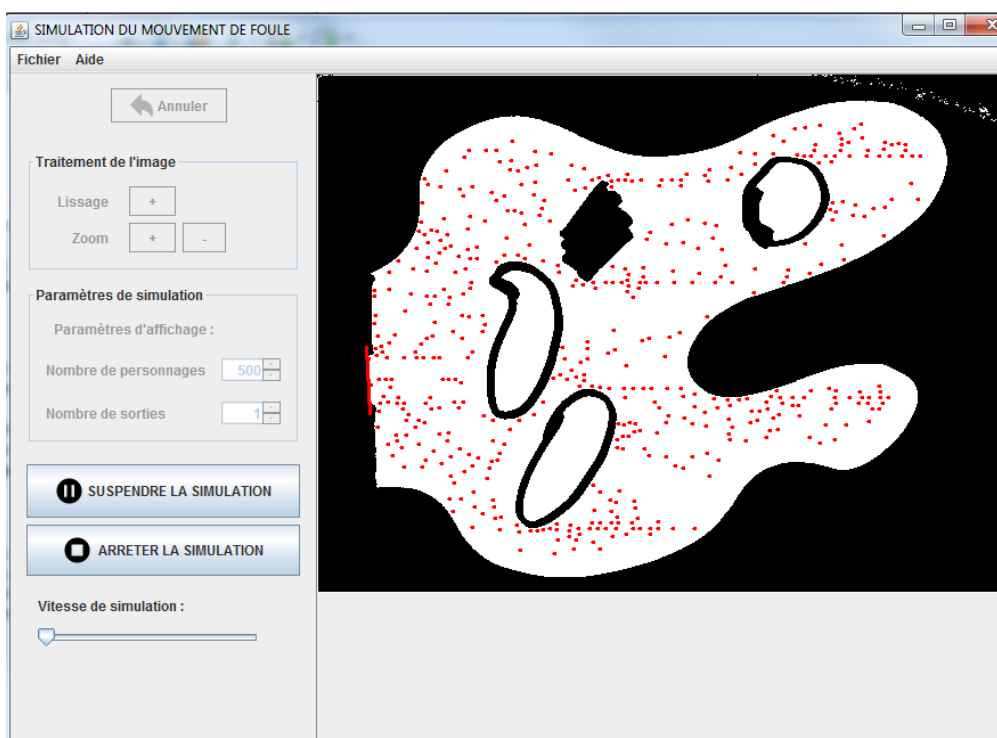 SIMULATION DU MOUVEMENT DE FOULE
Fichier Aide
Annuler
Traitement de l'image
Lissage +
Zoom + -
Paramètres de simulation
Paramètres d'affichage :
Nombre de personnages 500
Nombre de sorties 1
SUSPENDRE LA SIMULATION
ARRETER LA SIMULATION
Vitesse de simulation :